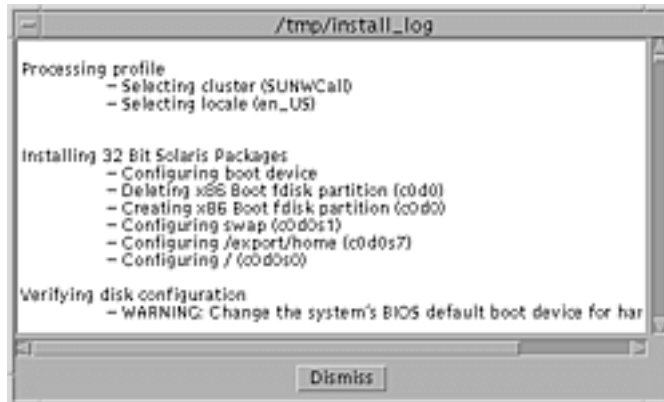 /tmp/install_log
Processing profile
- Selecting cluster (SUNWCall)
- Selecting locale (en_US)
Installing 32 Bit Solaris Packages
- Configuring boot device
- Deleting x86 Boot fdisk partition (c0d0)
- Creating x86 Boot fdisk partition (c0d0)
- Configuring swap (c0d0s1)
- Configuring /export/home (c0d0s7)
- Configuring / (c0d0s0)
Verifying disk configuration
- WARNING: Change the system's BIOS default boot device for har
Dismiss